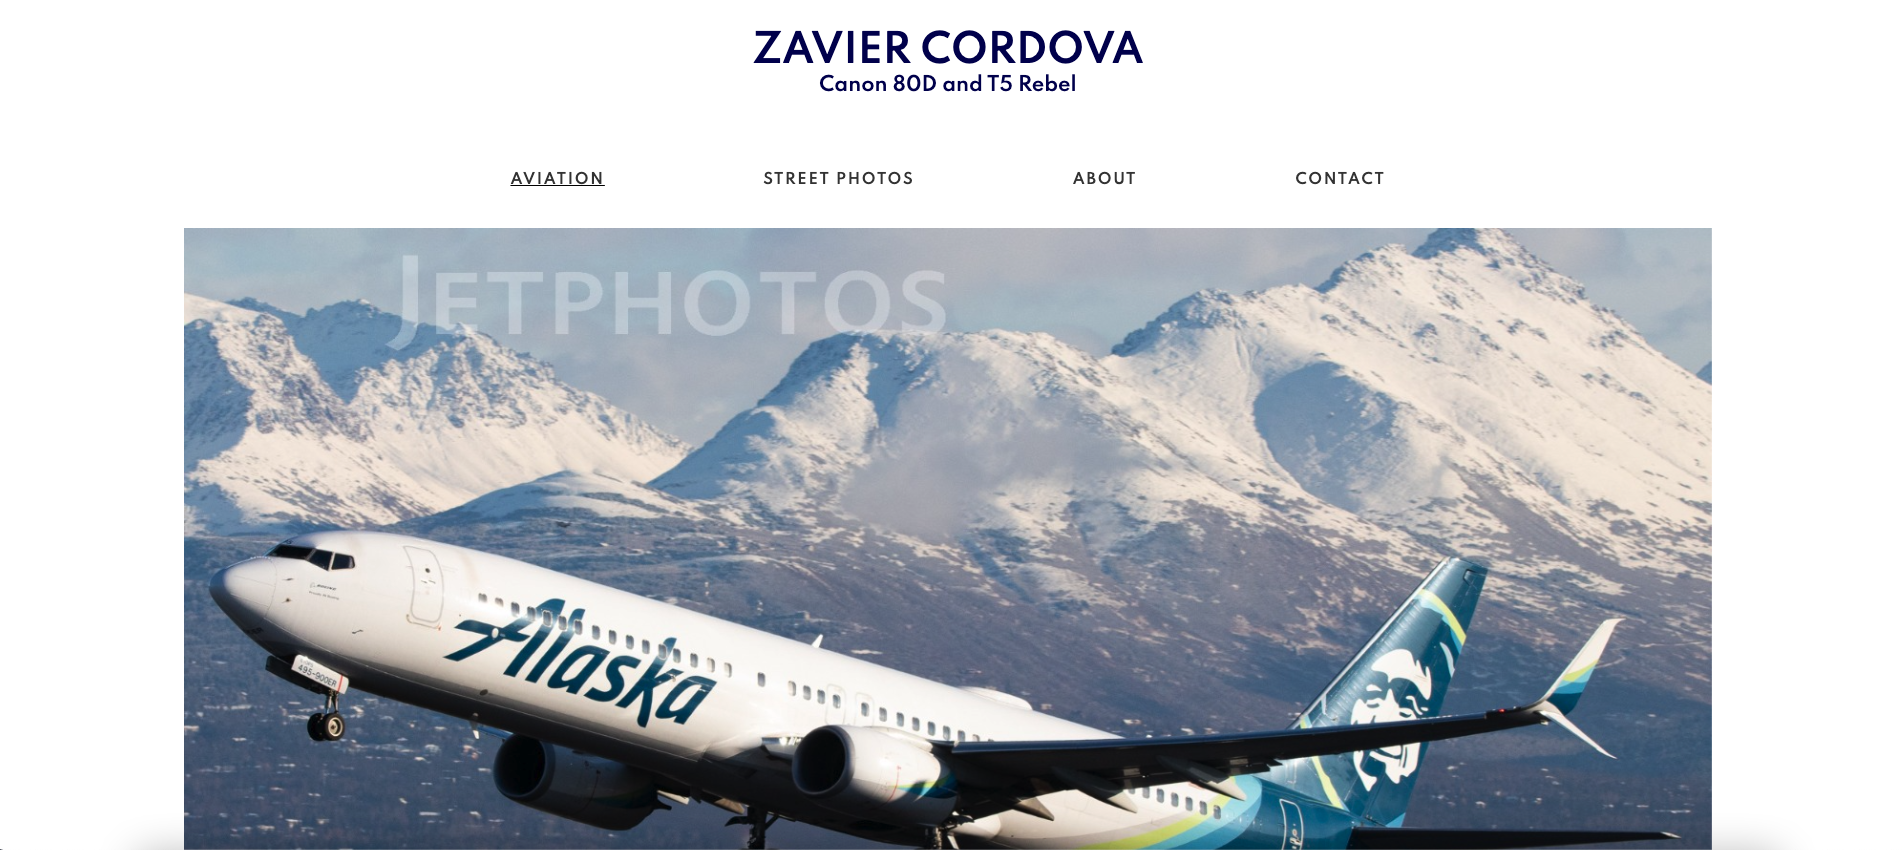 ZAVIER CORDOVA
Canon 80D and T5 Rebel
AVIATION
STREET PHOTOS
ABOUT
CONTACT
JETPHOTOS
Alaska
495-900ER